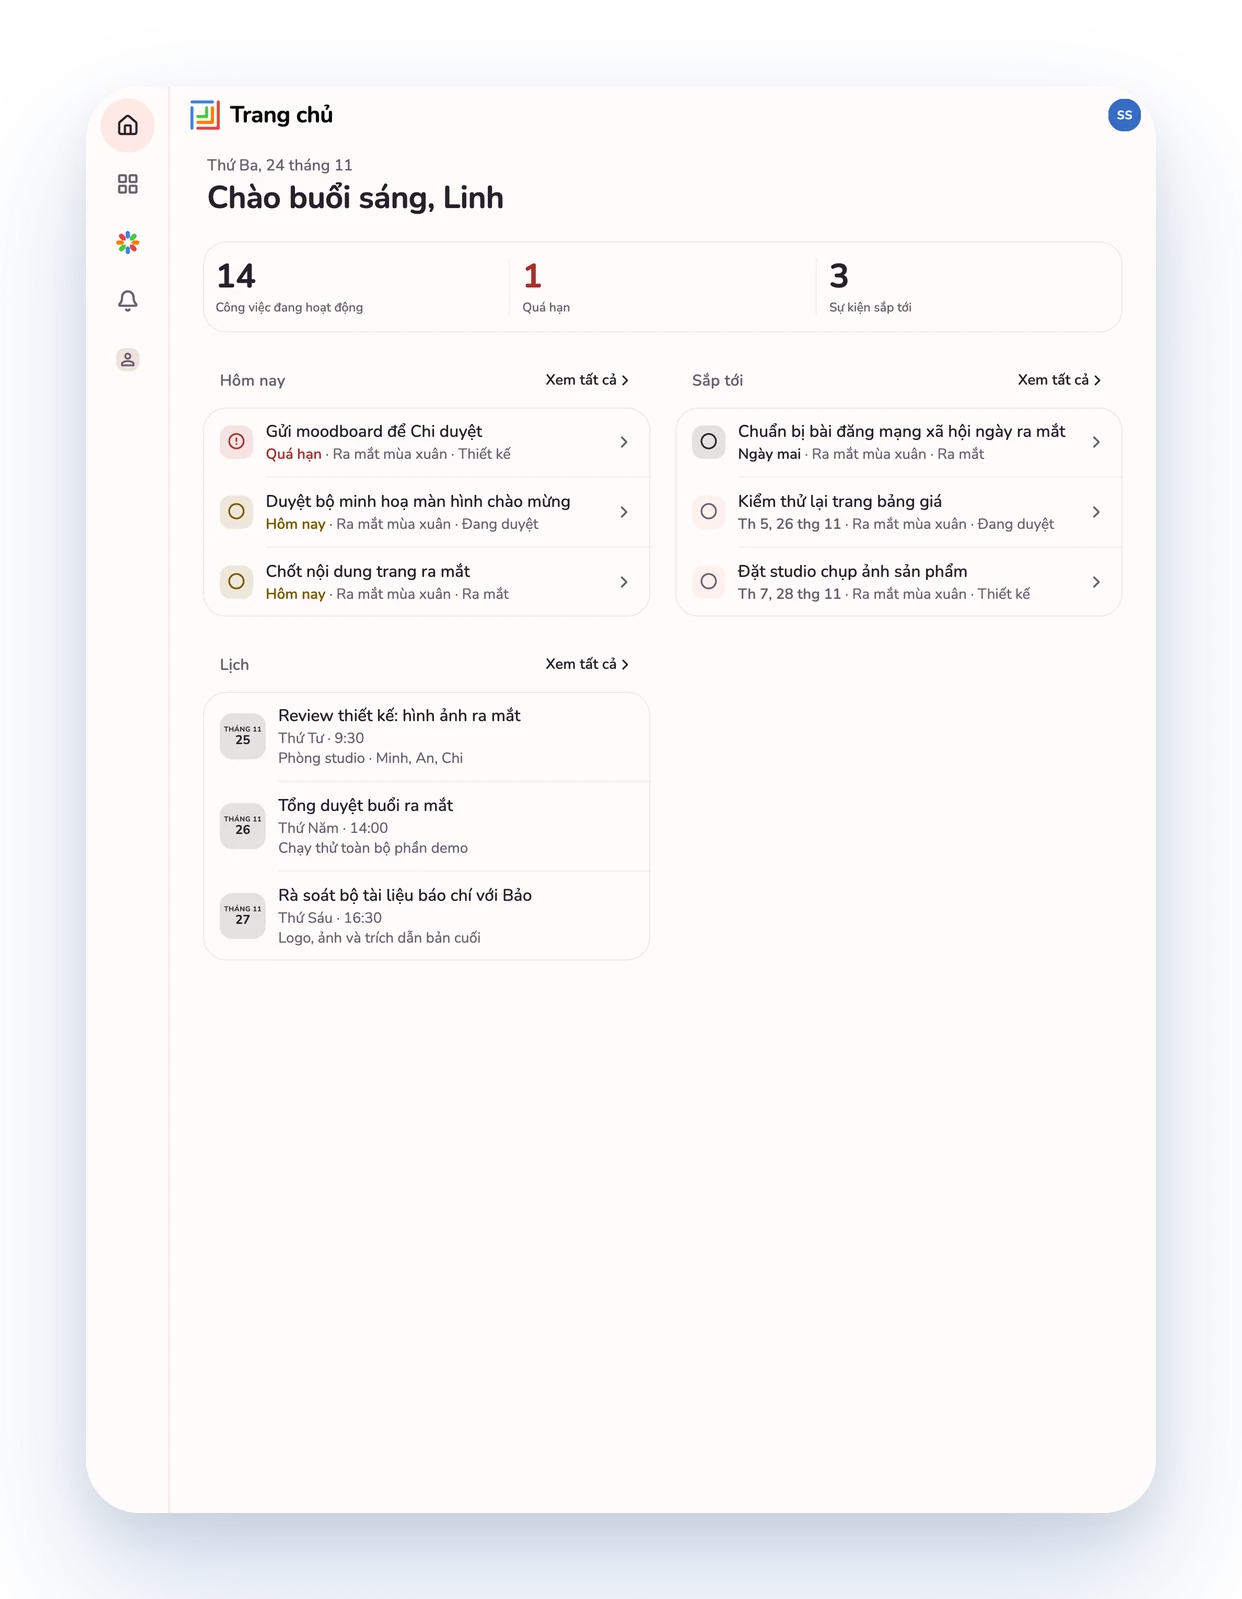 Trang chủ
SS
Thứ Ba, 24 tháng 11
Chào buổi sáng, Linh
14
Công việc đang hoạt động
1
Quá hạn
3
Sự kiện sắp tới
Hôm nay
Xem tất cả
Gửi moodboard để Chi duyệt
Quá hạn · Ra mắt mùa xuân · Thiết kế
Duyệt bộ minh hoạ màn hình chào mừng
Hôm nay · Ra mắt mùa xuân · Đang duyệt
Chốt nội dung trang ra mắt
Hôm nay · Ra mắt mùa xuân · Ra mắt
Sắp tới
Xem tất cả
Chuẩn bị bài đăng mạng xã hội ngày ra mắt
Ngày mai · Ra mắt mùa xuân · Ra mắt
Kiểm thử lại trang bảng giá
Th 5, 26 thg 11 · Ra mắt mùa xuân · Đang duyệt
Đặt studio chụp ảnh sản phẩm
Th 7, 28 thg 11 · Ra mắt mùa xuân · Thiết kế
Lịch
Xem tất cả
THÁNG 11
25
Review thiết kế: hình ảnh ra mắt
Thứ Tư · 9:30
Phòng studio · Minh, An, Chi
THÁNG 11
26
Tổng duyệt buổi ra mắt
Thứ Năm · 14:00
Chạy thử toàn bộ phần demo
THÁNG 11
27
Rà soát bộ tài liệu báo chí với Bảo
Thứ Sáu · 16:30
Logo, ảnh và trích dẫn bản cuối